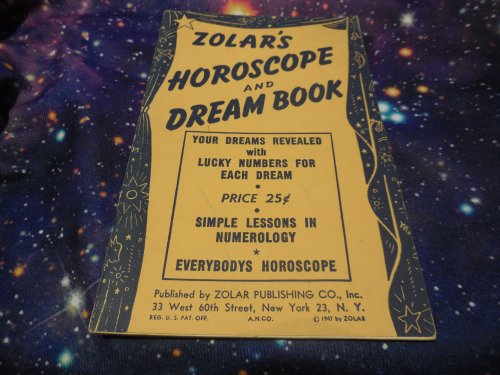 ZOLAR'S
HOROSCOPE
AND
DREAM BOOK
YOUR DREAMS REVEALED
with
LUCKY NUMBERS FOR
EACH DREAM
•
PRICE 25¢
•
SIMPLE LESSONS IN
NUMEROLOGY
★
EVERYBODYS HOROSCOPE
Published by ZOLAR PUBLISHING CO., Inc.
33 West 60th Street, New York 23, N. Y.
REG. U. S. PAT. OFF. A.N.CO. © 1947 by ZOLAR